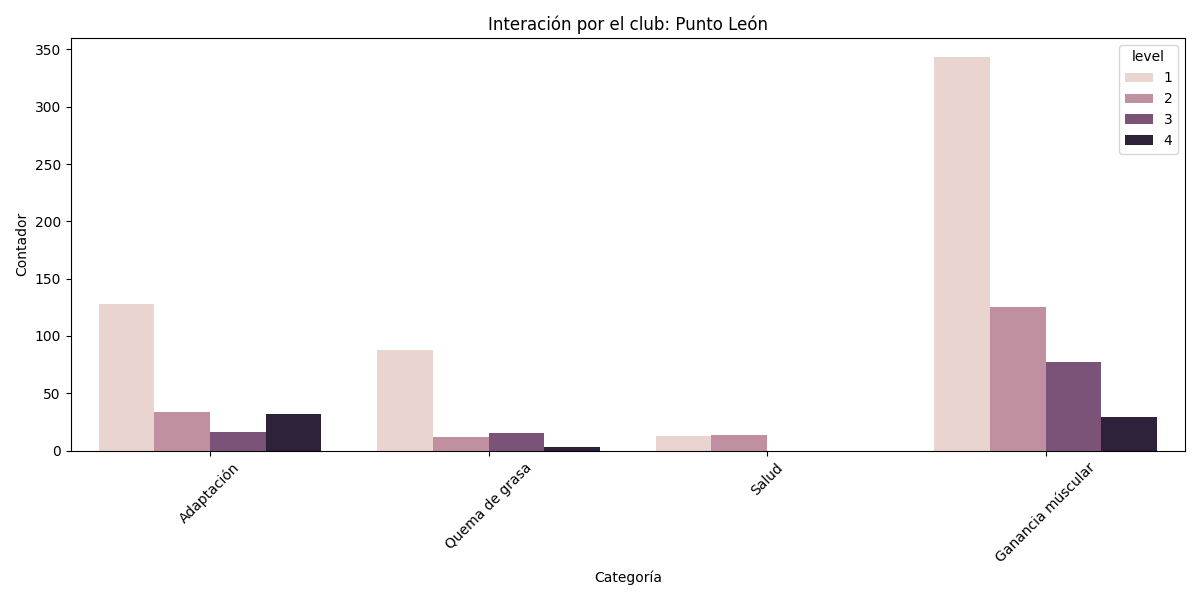 Interación por el club: Punto León
level
1
2
3
4
350
300
250
200
150
100
50
0
Contador
Adaptación
Quema de grasa
Salud
Ganancia múscular
Categoría